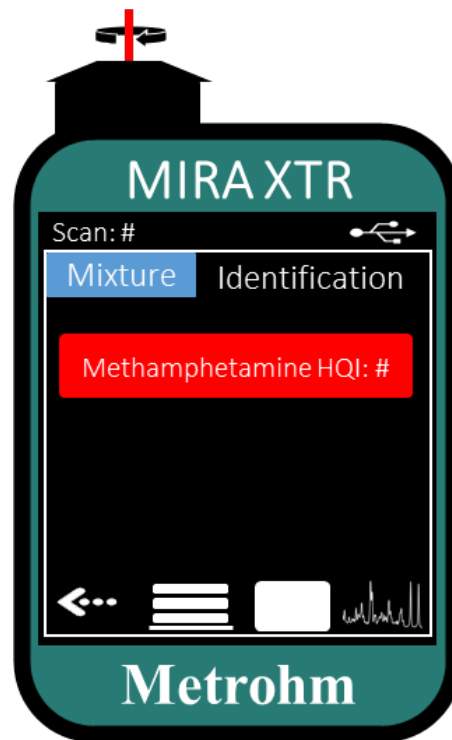 MIRA XTR
Scan: #
Mixture Identification
Methamphetamine HQI: #
Metrohm